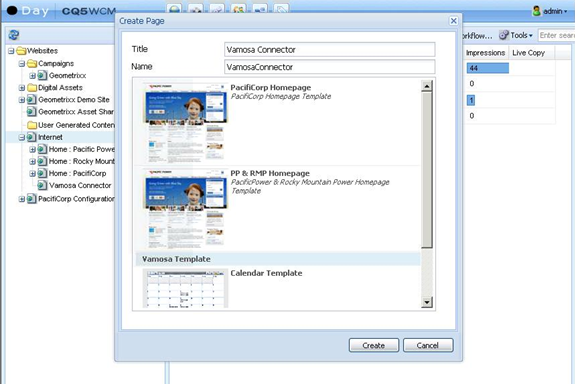 Day CQ5WCM
admin
Create Page
Title Vamosa Connector
Name VamosaConnector
PacifiCorp Homepage
PacifiCorp Homepage Template
PP & RMP Homepage
PacificPower & Rocky Mountain Power Homepage
Template
Vamosa Template
Calendar Template
Create Cancel
Websites
Campaigns
Geometrixx
Digital Assets
Geometrixx Demo Site
Geometrixx Asset Shar
User Generated Conten
Internet
Home : Pacific Powe
Home : Rocky Mount
Home : PacifiCorp
Vamosa Connector
PacifiCorp Configuration
orkflow... Tools Enter searc
Impressions Live Copy
44
0
1
0